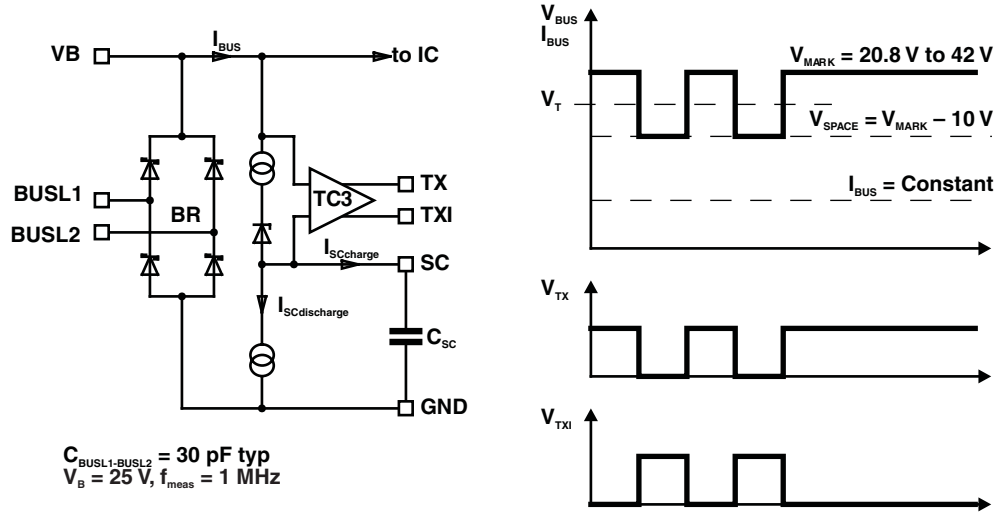 VB
I_BUS
to IC
BUSL1
BR
BUSL2
TC3
TX
TXI
I_SCcharge
SC
I_SCdischarge
C_SC
GND
C_BUSL1-BUSL2 = 30 pF typ
V_B = 25 V, f_meas = 1 MHz
V_BUS
I_BUS
V_MARK = 20.8 V to 42 V
V_T
V_SPACE = V_MARK – 10 V
I_BUS = Constant
V_TX
V_TXI